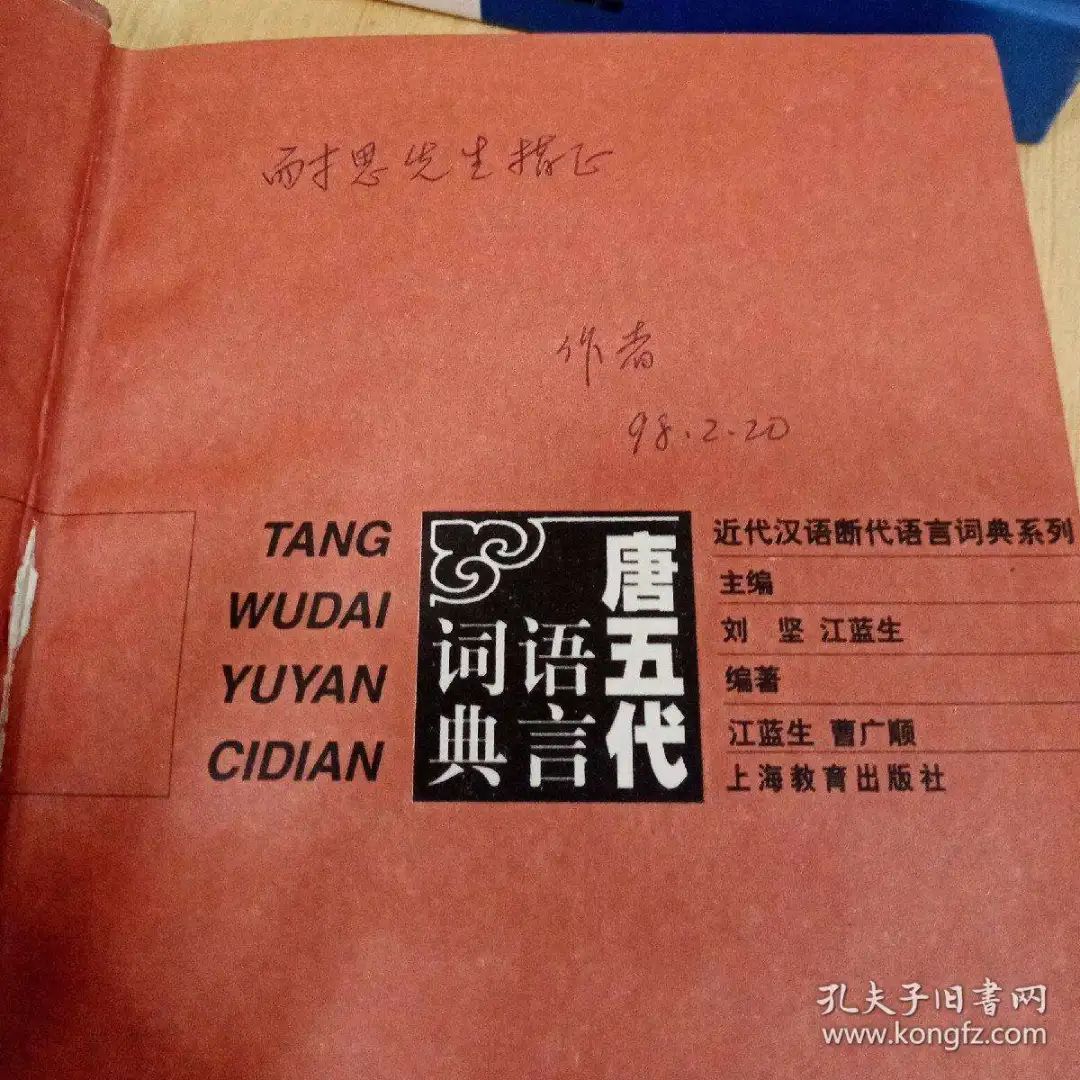 耐思先生指正
作者
98.2.20
TANG
WUDAI
YUYAN
CIDIAN
唐五代
语言
词典
近代汉语断代语言词典系列
主编
刘 坚 江蓝生
编著
江蓝生 曹广顺
上海教育出版社
孔夫子旧书网
www.kongfz.com